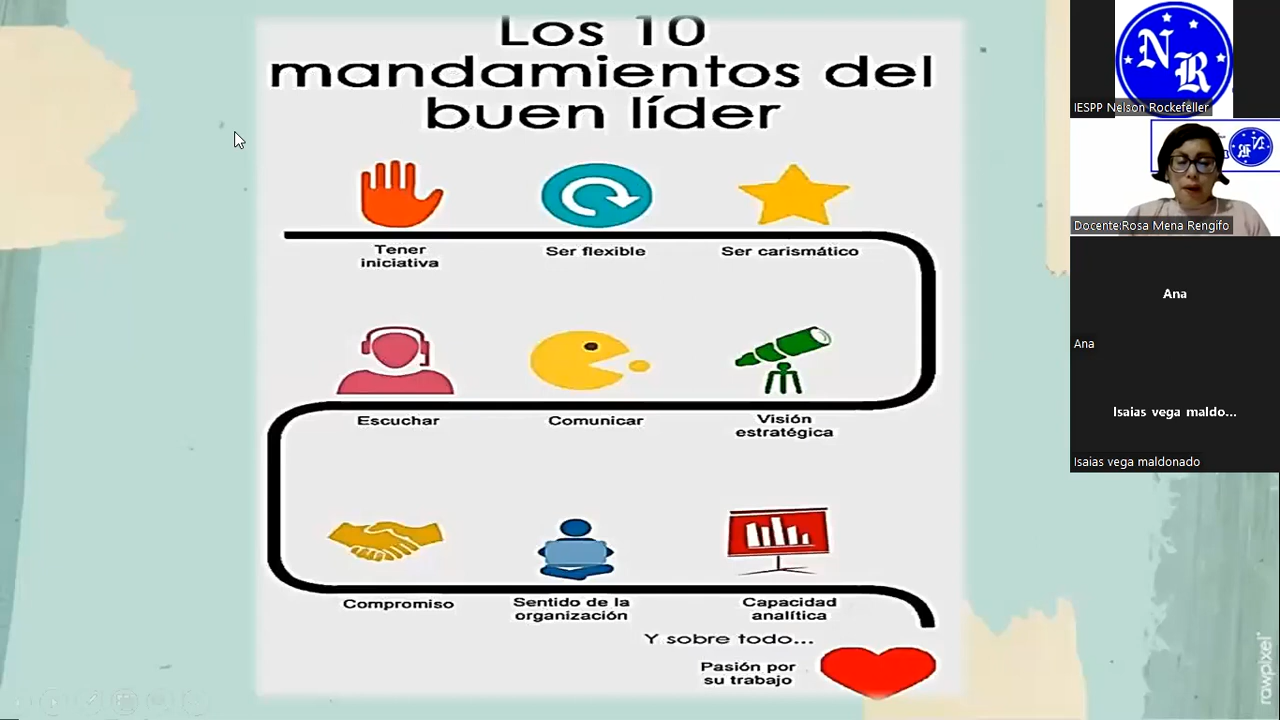 Los 10
mandamientos del
buen líder
Tener
iniciativa
Ser flexible
Ser carismático
Escuchar
Comunicar
Visión
estratégica
Compromiso
Sentido de la
organización
Capacidad
analítica
Y sobre todo...
Pasión por
su trabajo
rawpixel
NR
IESPP Nelson Rockefeller
NR
Docente:Rosa Mena Rengifo
Ana
Ana
Isaias vega maldo...
Isaias vega maldonado